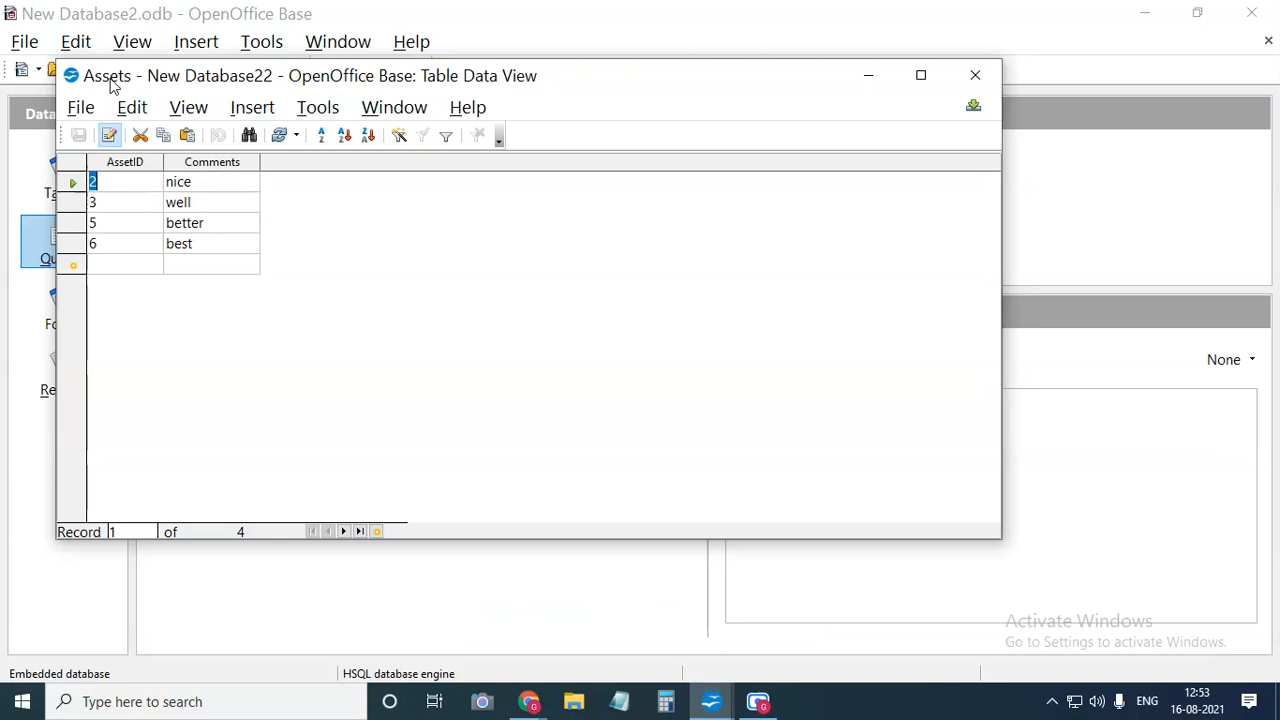 New Database2.odb - OpenOffice Base
File Edit View Insert Tools Window Help
Assets - New Database22 - OpenOffice Base: Table Data View
Data
File Edit View Insert Tools Window Help
AssetID Comments
2 nice
3 well
5 better
6 best
None
Record 1 of 4
Activate Windows
Go to Settings to activate Windows.
Embedded database HSQL database engine
Type here to search
ENG
12:53
16-08-2021